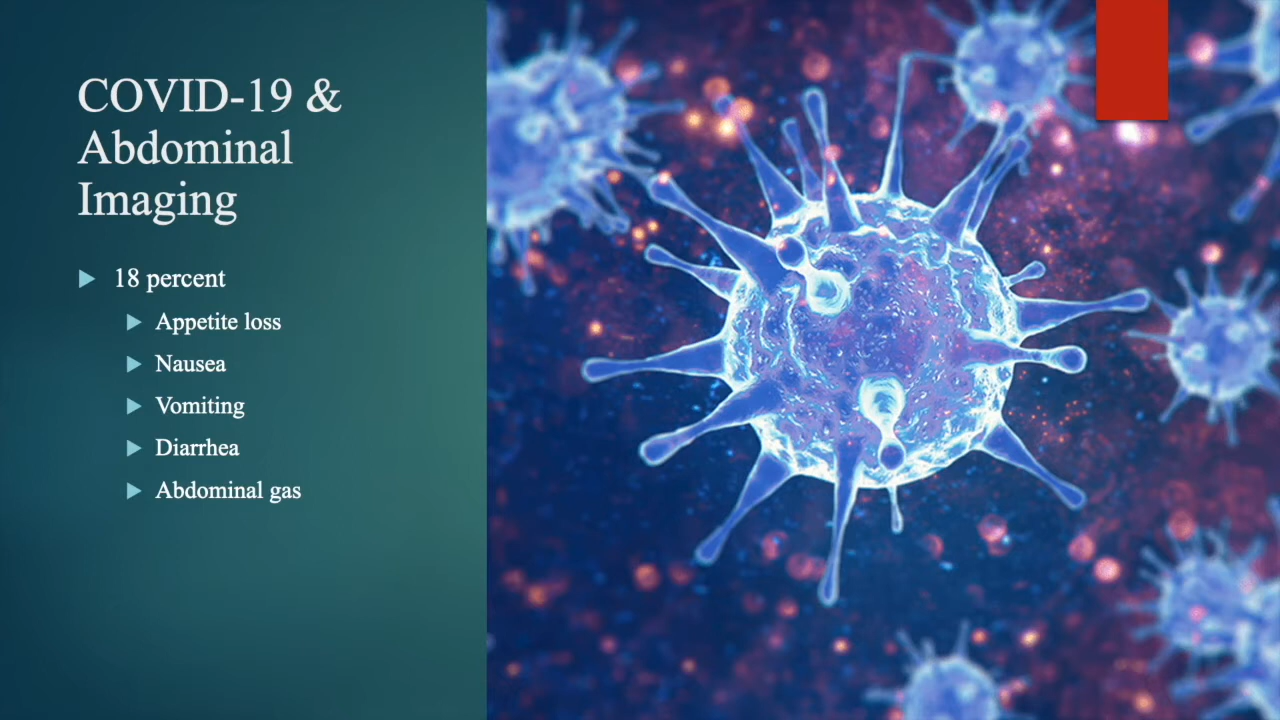 COVID-19 &
Abdominal
Imaging
18 percent
Appetite loss
Nausea
Vomiting
Diarrhea
Abdominal gas